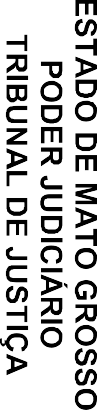 ESTADO DE MATO GROSSO
PODER JUDICIÁRIO
TRIBUNAL DE JUSTIÇA